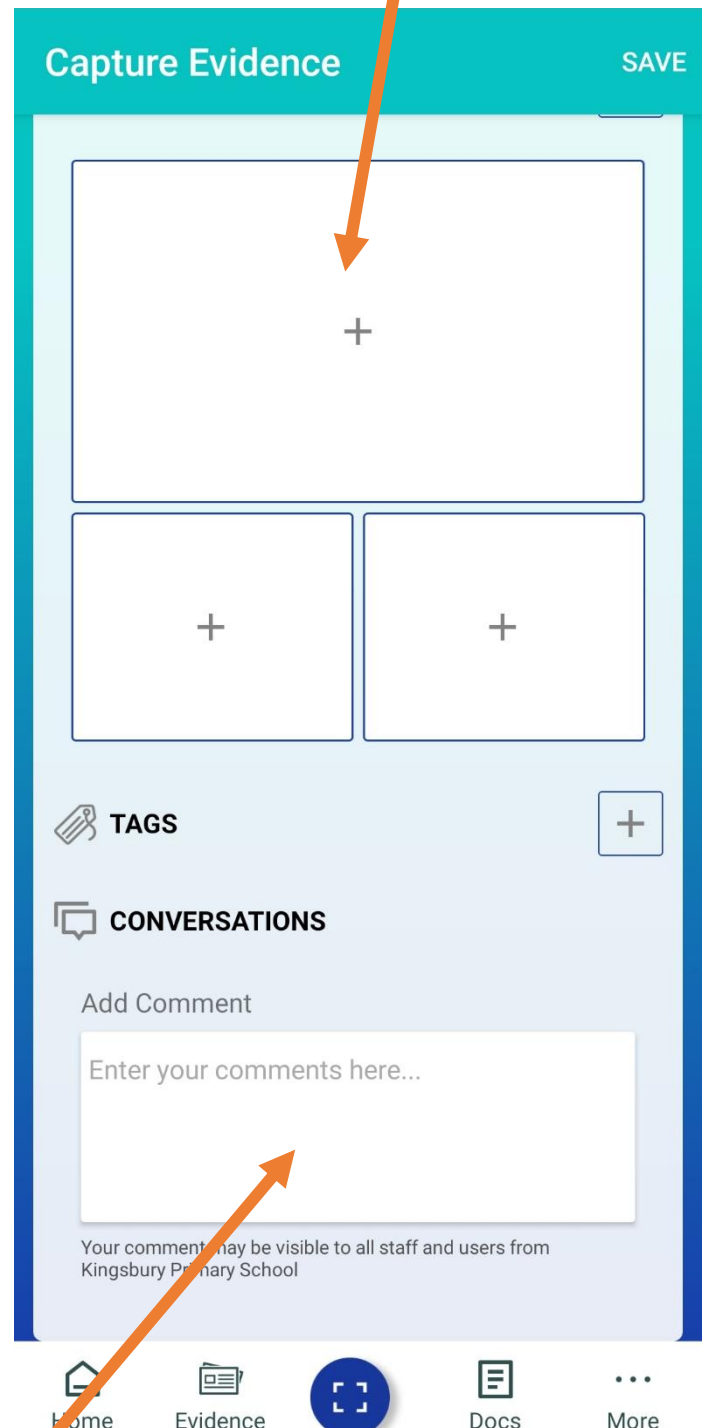 Capture Evidence SAVE
+
+ +
TAGS +
CONVERSATIONS
Add Comment
Enter your comments here...
Your comment may be visible to all staff and users from
Kingsbury Primary School
Home Evidence Docs More